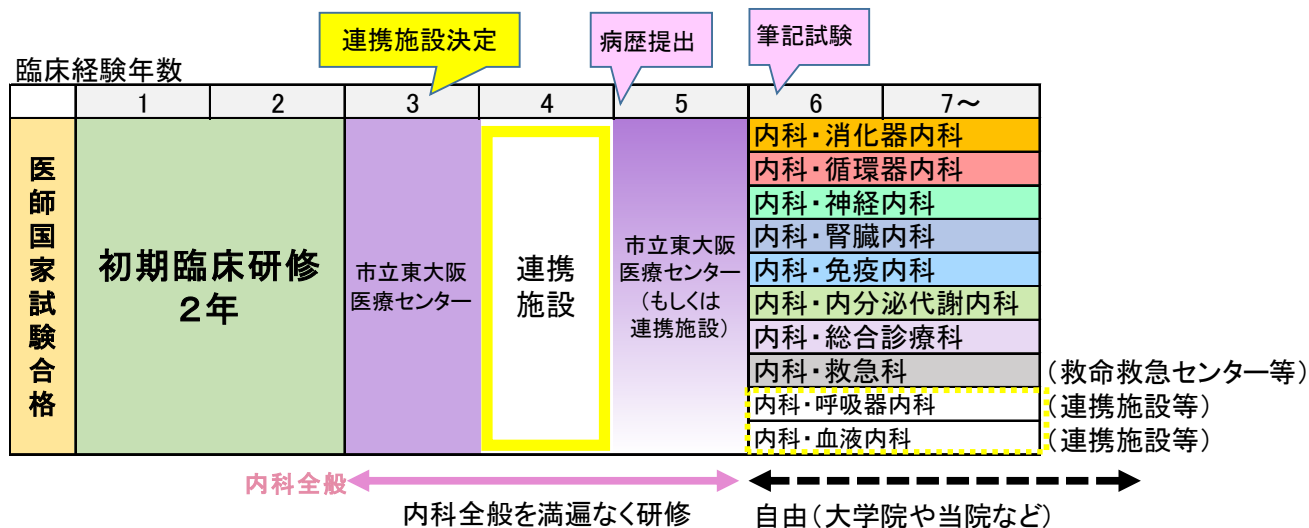 連携施設決定
病歴提出
筆記試験
臨床経験年数
1
2
3
4
5
6
7～
医師国家試験合格
初期臨床研修
２年
市立東大阪
医療センター
連携
施設
市立東大阪
医療センター
（もしくは
連携施設）
内科・消化器内科
内科・循環器内科
内科・神経内科
内科・腎臓内科
内科・免疫内科
内科・内分泌代謝内科
内科・総合診療科
内科・救急科
（救命救急センター等）
内科・呼吸器内科
（連携施設等）
内科・血液内科
（連携施設等）
内科全般
内科全般を満遍なく研修
自由（大学院や当院など）